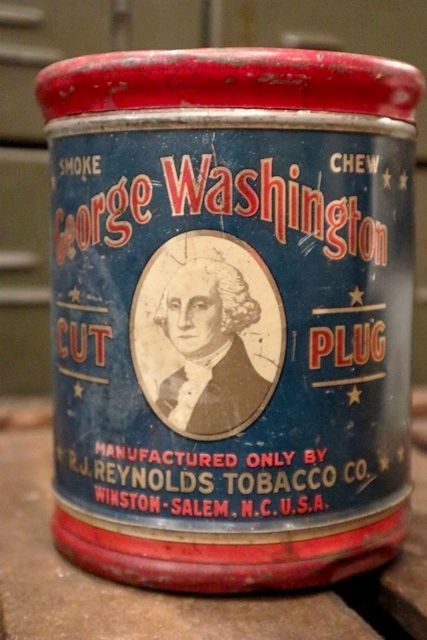 SMOKE CHEW
George Washington
CUT PLUG
MANUFACTURED ONLY BY
R.J. REYNOLDS TOBACCO CO.
WINSTON-SALEM, N.C. U.S.A.